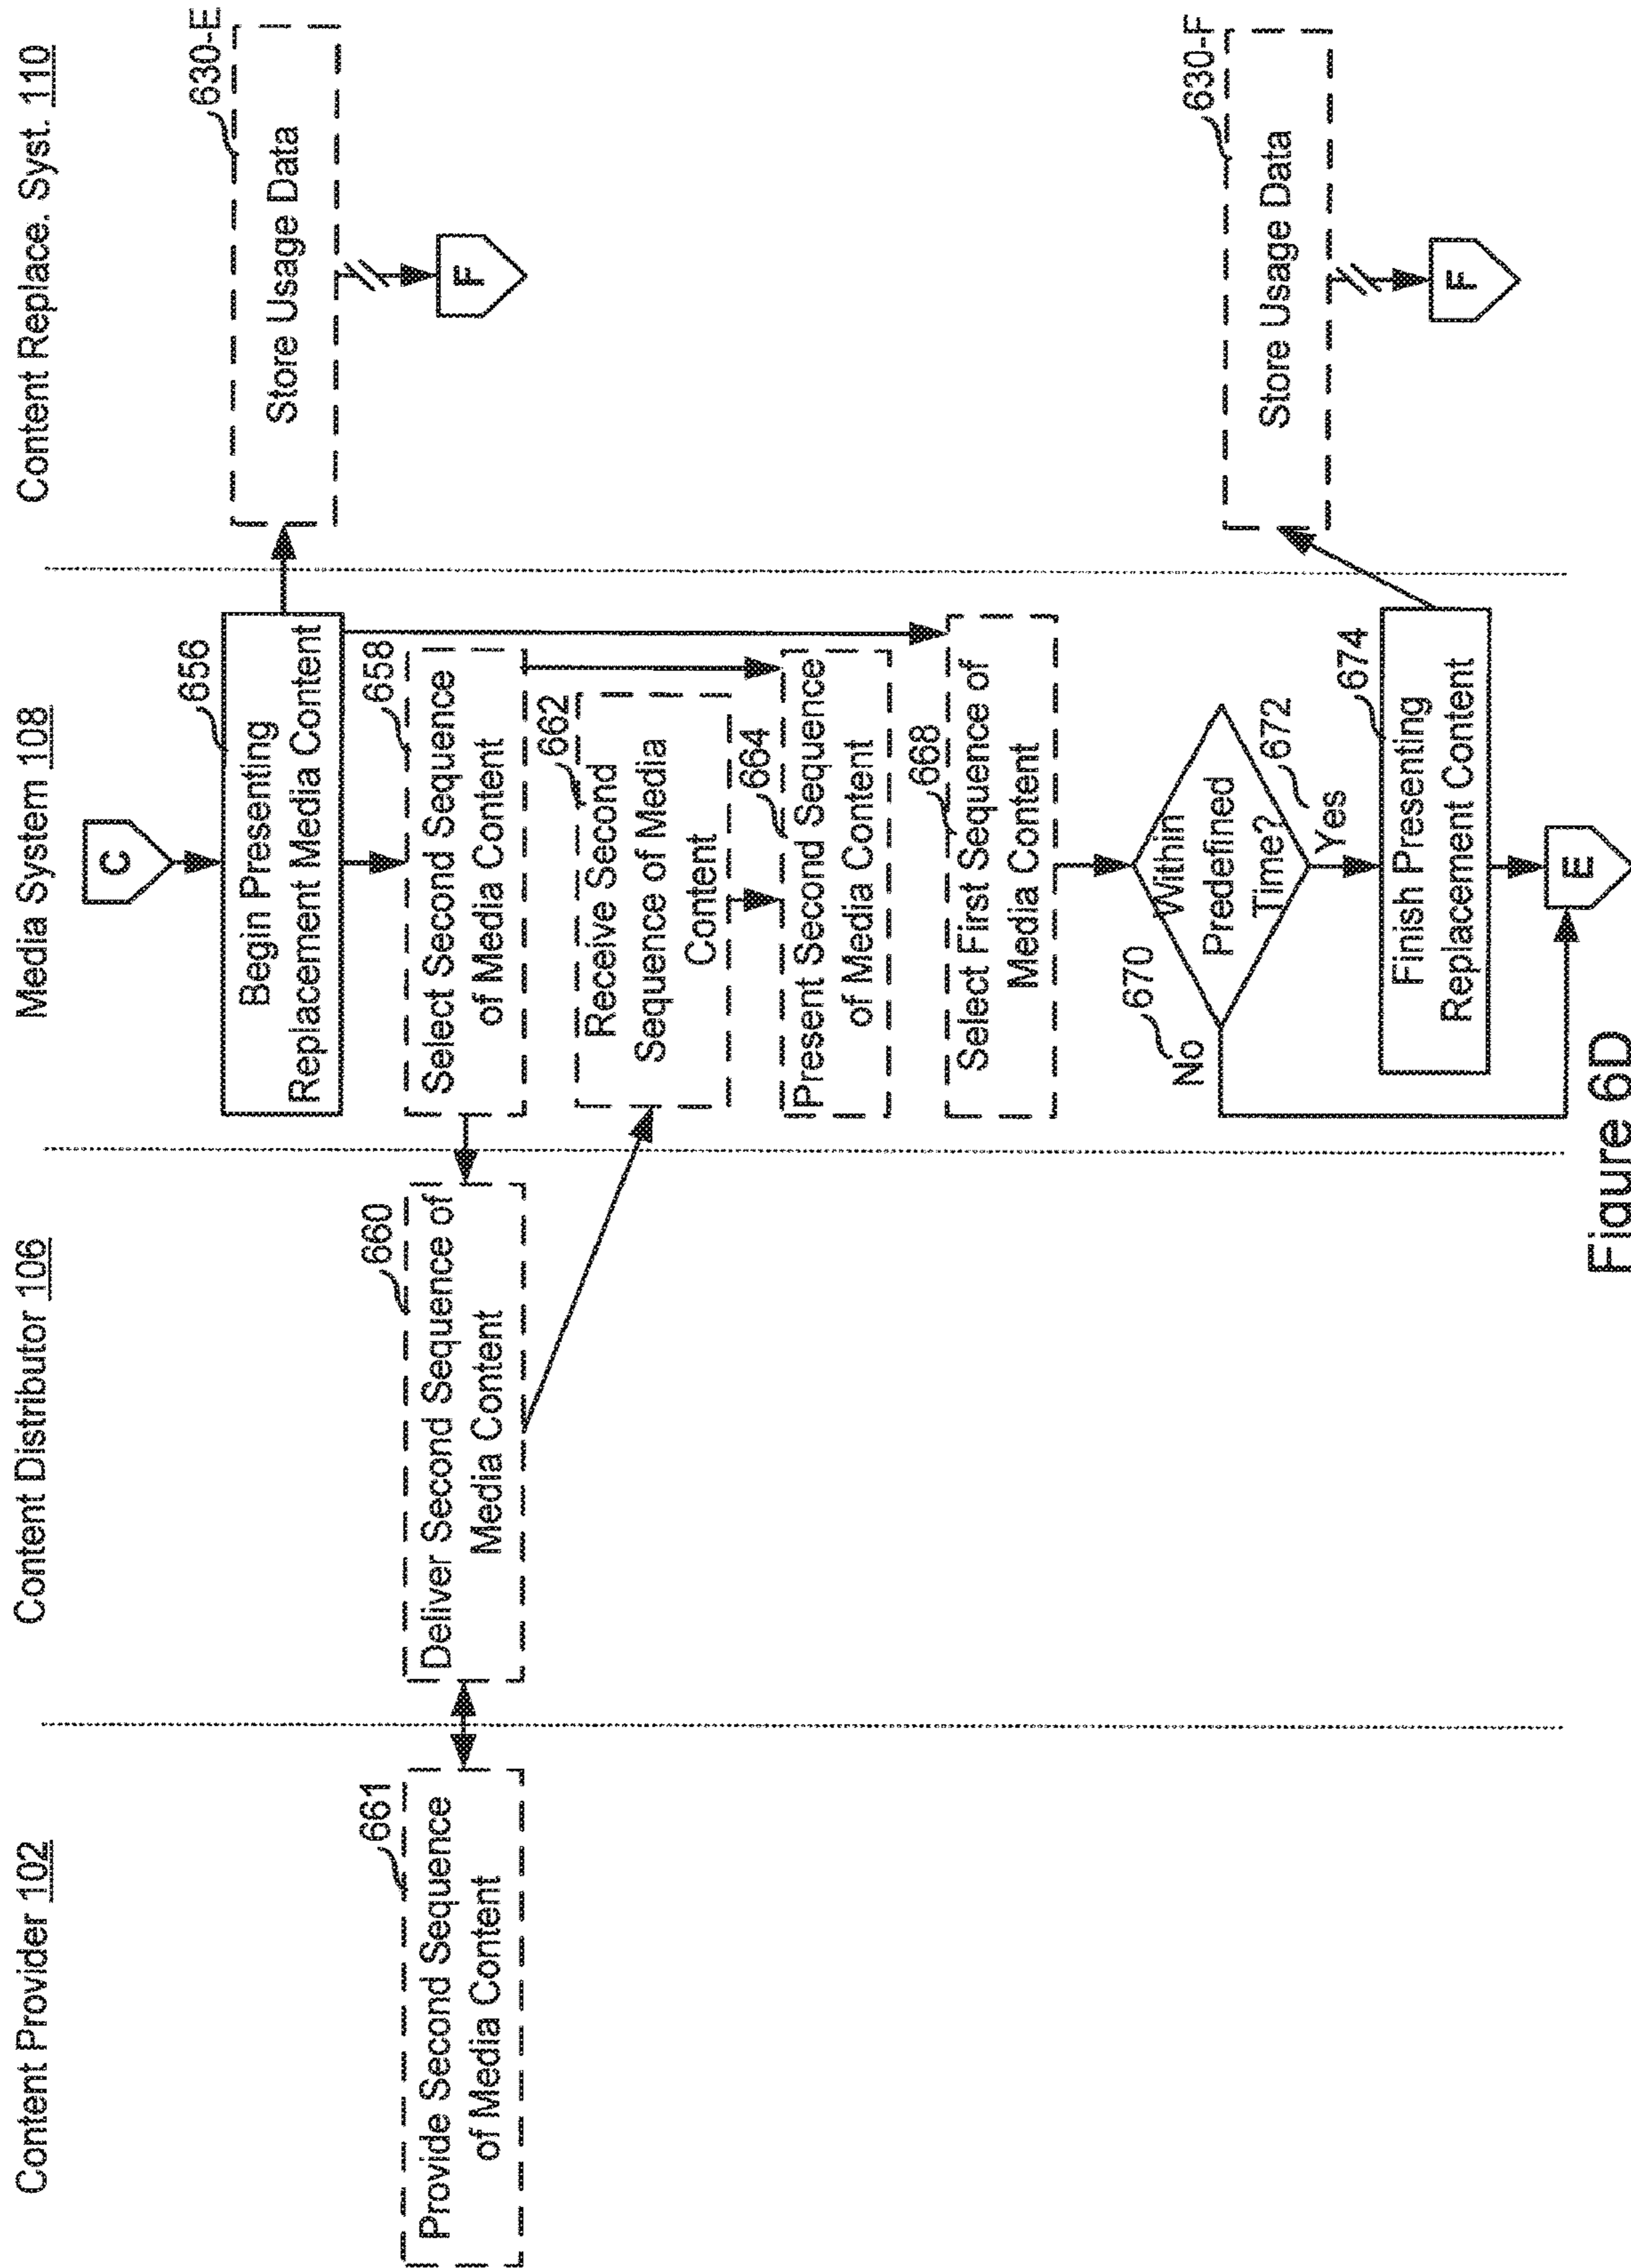 Content Provider 102
Content Distributor 106
Media System 108
Content Replace. Syst. 110
C
656
Begin Presenting
Replacement Media Content
630-E
Store Usage Data
F
661
Provide Second Sequence
of Media Content
660
Deliver Second Sequence of
Media Content
658
Select Second Sequence
of Media Content
662
Receive Second
Sequence of Media
Content
664
Present Second Sequence
of Media Content
668
Select First Sequence of
Media Content
670
No
Within
Predefined
Time?
672
Yes
674
Finish Presenting
Replacement Content
630-F
Store Usage Data
F
E
Figure 6D